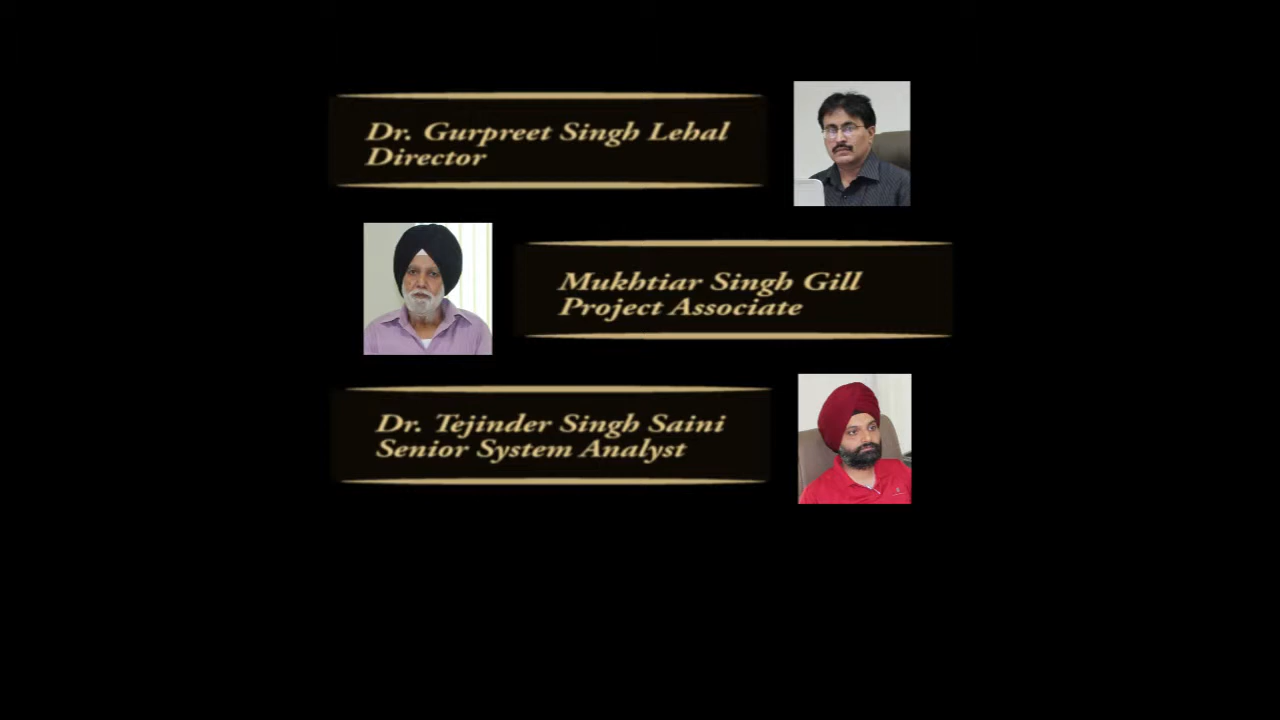 Dr. Gurpreet Singh Lehal
Director
Mukhtiar Singh Gill
Project Associate
Dr. Tejinder Singh Saini
Senior System Analyst